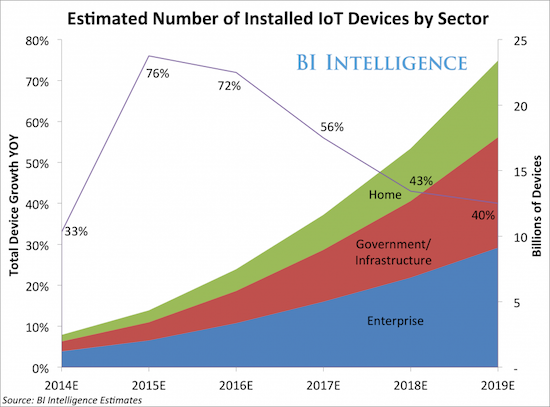 Estimated Number of Installed IoT Devices by Sector
BI INTELLIGENCE
Total Device Growth YOY
80%
70%
60%
50%
40%
30%
20%
10%
0%
33%
76%
72%
56%
43%
40%
Home
Government/
Infrastructure
Enterprise
25
20
15
10
5
-
Billions of Devices
2014E 2015E 2016E 2017E 2018E 2019E
Source: BI Intelligence Estimates